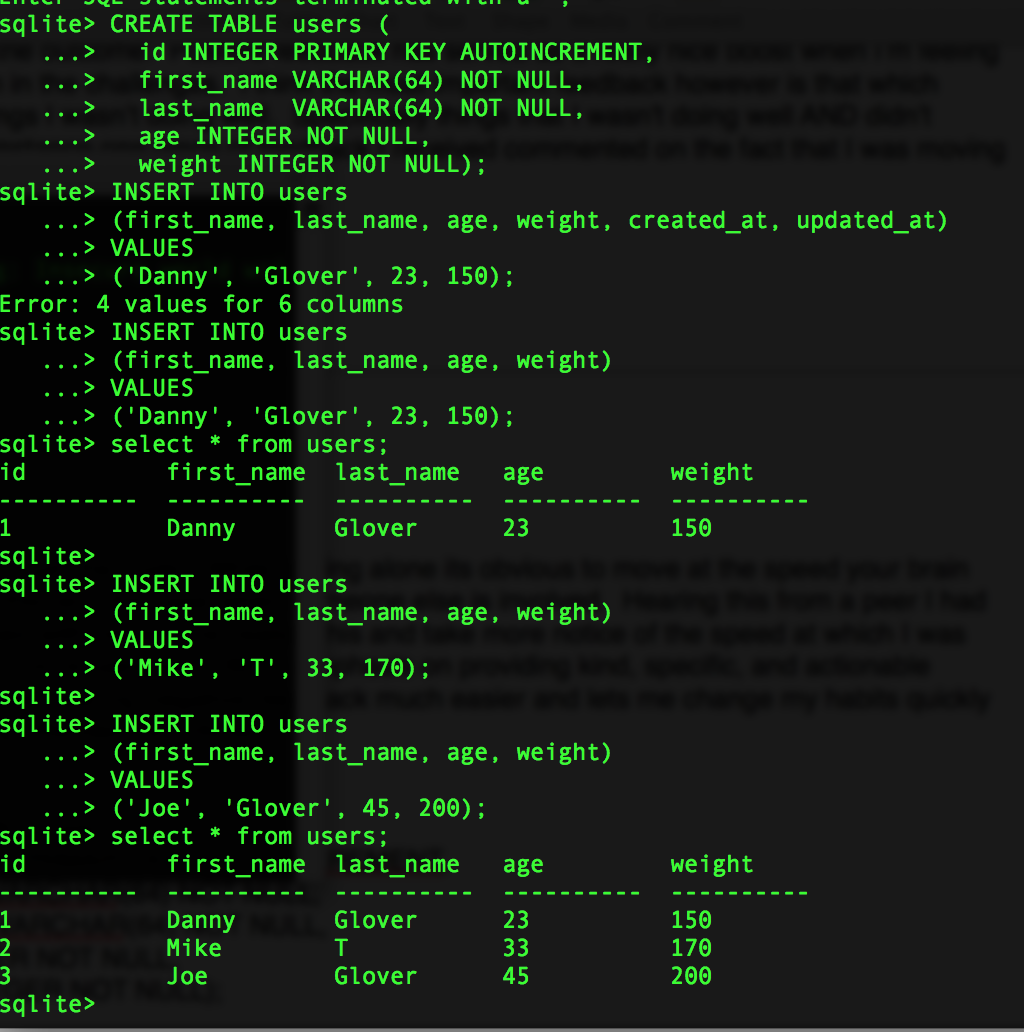 sqlite> CREATE TABLE users (
   ...>   id INTEGER PRIMARY KEY AUTOINCREMENT,
   ...>   first_name VARCHAR(64) NOT NULL,
   ...>   last_name  VARCHAR(64) NOT NULL,
   ...>   age INTEGER NOT NULL,
   ...>   weight INTEGER NOT NULL);
sqlite> INSERT INTO users
   ...> (first_name, last_name, age, weight, created_at, updated_at)
   ...> VALUES
   ...> ('Danny', 'Glover', 23, 150);
Error: 4 values for 6 columns
sqlite> INSERT INTO users
   ...> (first_name, last_name, age, weight)
   ...> VALUES
   ...> ('Danny', 'Glover', 23, 150);
sqlite> select * from users;
id          first_name  last_name   age         weight
----------  ----------  ----------  ----------  ----------
1           Danny       Glover      23          150
sqlite>
sqlite> INSERT INTO users
   ...> (first_name, last_name, age, weight)
   ...> VALUES
   ...> ('Mike', 'T', 33, 170);
sqlite>
sqlite> INSERT INTO users
   ...> (first_name, last_name, age, weight)
   ...> VALUES
   ...> ('Joe', 'Glover', 45, 200);
sqlite> select * from users;
id          first_name  last_name   age         weight
----------  ----------  ----------  ----------  ----------
1           Danny       Glover      23          150
2           Mike        T           33          170
3           Joe         Glover      45          200
sqlite>